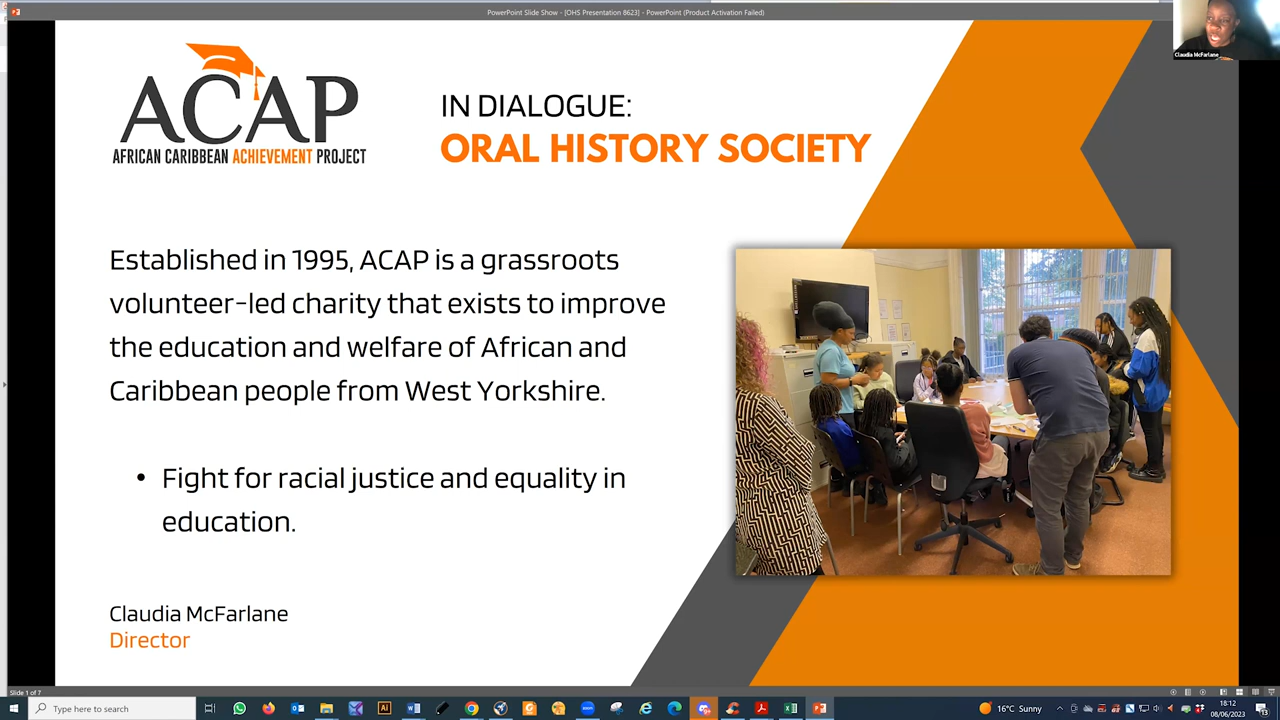 PowerPoint Slide Show - [OHS Presentation 8623] - PowerPoint (Product Activation Failed)
Claudia McFarlane
ACAP
AFRICAN CARIBBEAN ACHIEVEMENT PROJECT
IN DIALOGUE:
ORAL HISTORY SOCIETY
Established in 1995, ACAP is a grassroots
volunteer-led charity that exists to improve
the education and welfare of African and
Caribbean people from West Yorkshire.
• Fight for racial justice and equality in
education.
Claudia McFarlane
Director
Slide 1 of 7
Type here to search
16°C Sunny
18:12
08/06/2023